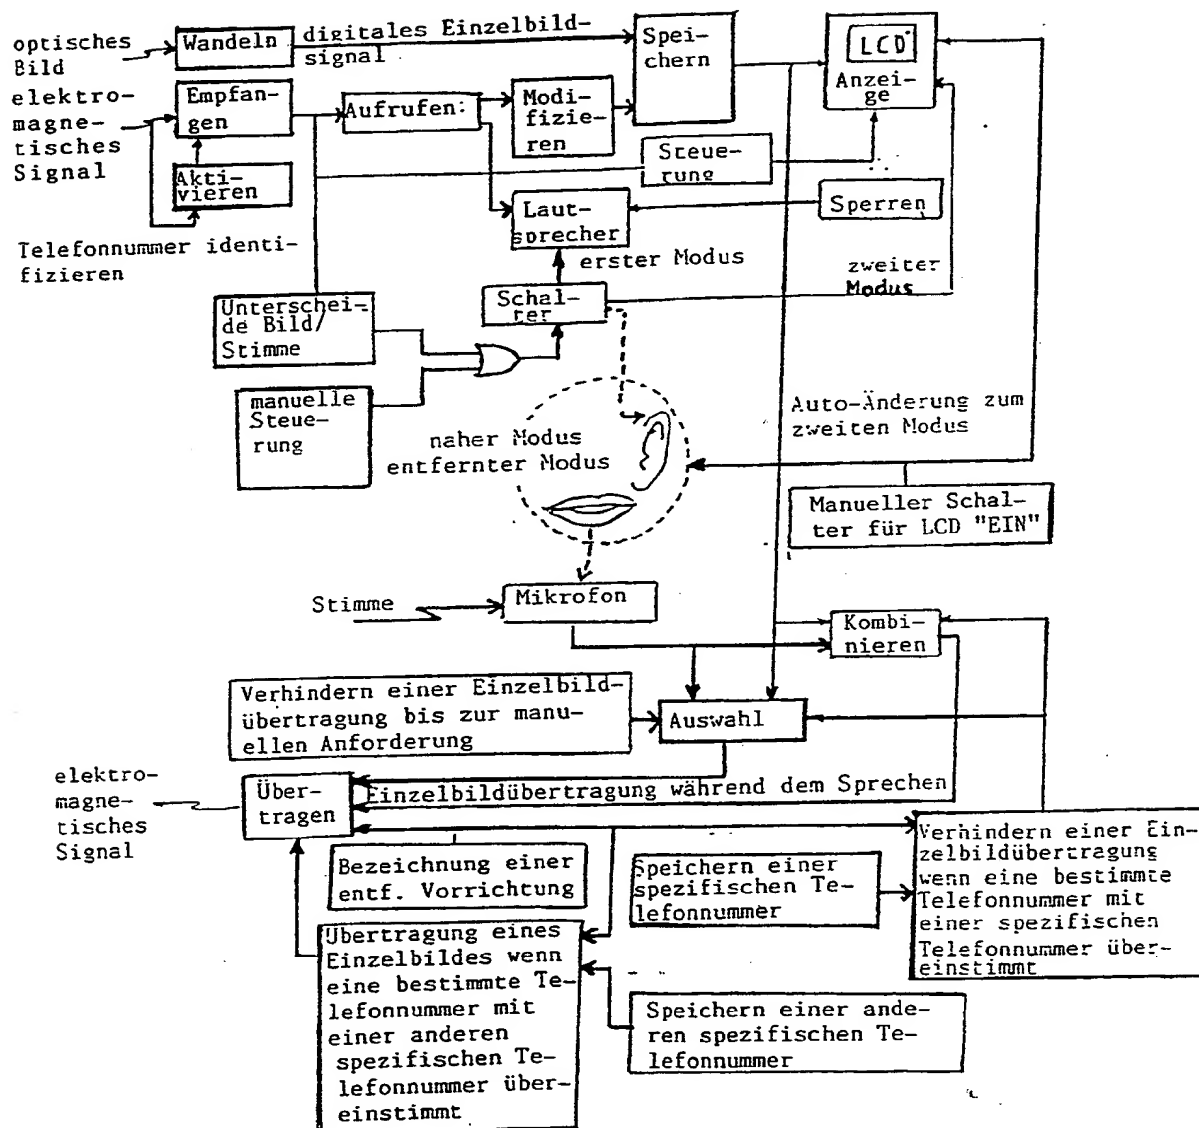 optisches
Bild
Wandeln
digitales Einzelbild-
signal
Spei-
chern
LCD
Anzei-
ge
elektro-
magne-
tisches
Signal
Empfan-
gen
Aufrufen:
Modi-
fizie-
ren
Akti-
vieren
Steue-
rung
Telefonnummer identi-
fizieren
Laut-
sprecher
Sperren
erster Modus
zweiter
Modus
Schal-
ter
Unterschei-
de Bild/
Stimme
manuelle
Steue-
rung
Auto-Änderung zum
zweiten Modus
naher Modus
entfernter Modus
Manueller Schal-
ter für LCD "EIN"
Stimme
Mikrofon
Kombi-
nieren
Verhindern einer Einzelbild-
übertragung bis zur manu-
ellen Anforderung
Auswahl
elektro-
magne-
tisches
Signal
Über-
tragen
Einzelbildübertragung während dem Sprechen
Bezeichnung einer
entf. Vorrichtung
Speichern einer
spezifischen Te-
lefonnummer
Verhindern einer Ein-
zelbildübertragung
wenn eine bestimmte
Telefonnummer mit
einer spezifischen
Telefonnummer über-
einstimmt
Übertragung eines
Einzelbildes wenn
eine bestimmte Te-
lefonnummer mit
einer anderen
spezifischen Te-
lefonnummer über-
einstimmt
Speichern einer ande-
ren spezifischen Te-
lefonnummer